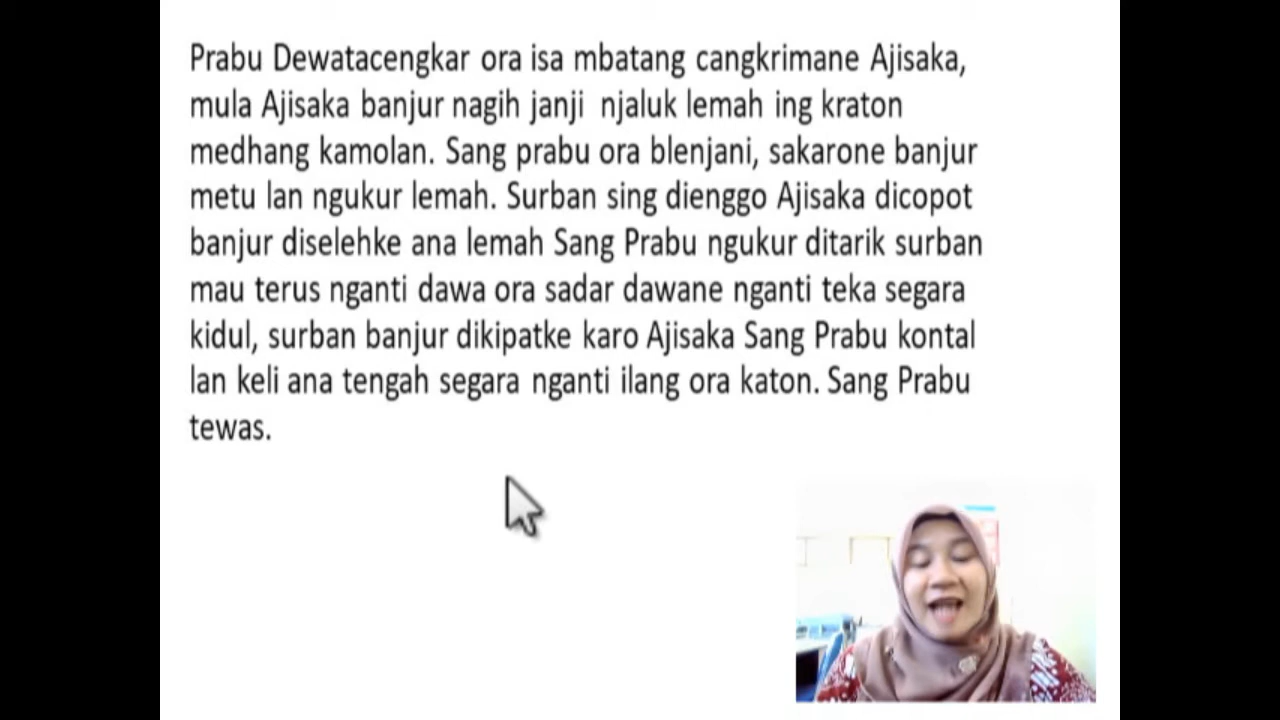 Prabu Dewatacengkar ora isa mbatang cangkrimane Ajisaka,
mula Ajisaka banjur nagih janji njaluk lemah ing kraton
medhang kamolan. Sang prabu ora blenjani, sakarone banjur
metu lan ngukur lemah. Surban sing dienggo Ajisaka dicopot
banjur diselehke ana lemah Sang Prabu ngukur ditarik surban
mau terus nganti dawa ora sadar dawane nganti teka segara
kidul, surban banjur dikipatke karo Ajisaka Sang Prabu kontal
lan keli ana tengah segara nganti ilang ora katon. Sang Prabu
tewas.